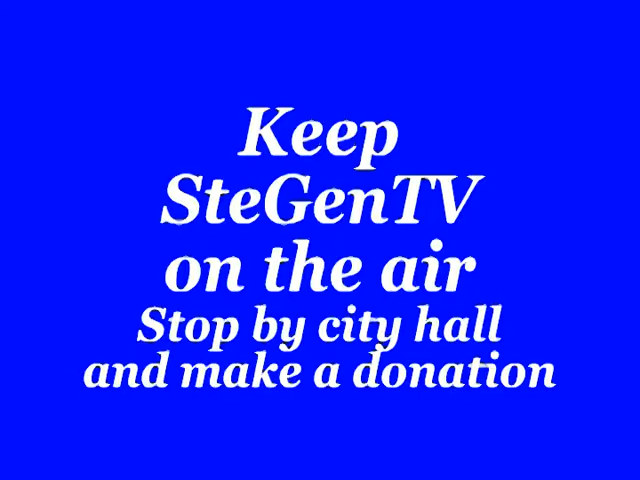 Keep
SteGenTV
on the air
Stop by city hall
and make a donation